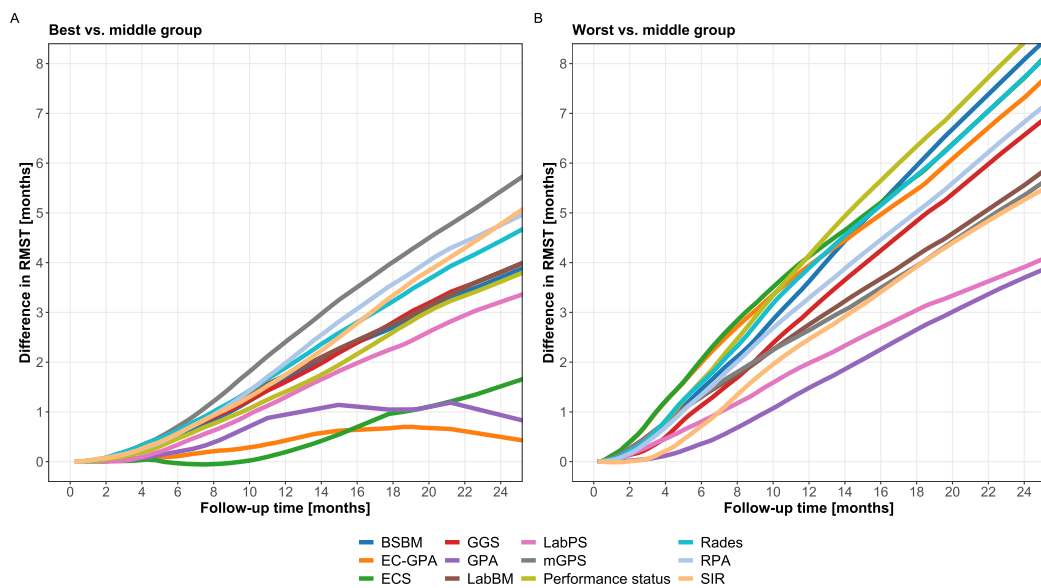 A
Best vs. middle group
Difference in RMST [months]
8
7
6
5
4
3
2
1
0
0 2 4 6 8 10 12 14 16 18 20 22 24
Follow-up time [months]
B
Worst vs. middle group
Difference in RMST [months]
8
7
6
5
4
3
2
1
0
0 2 4 6 8 10 12 14 16 18 20 22 24
Follow-up time [months]
BSBM GGS LabPS Rades
EC-GPA GPA mGPS RPA
ECS LabBM Performance status SIR